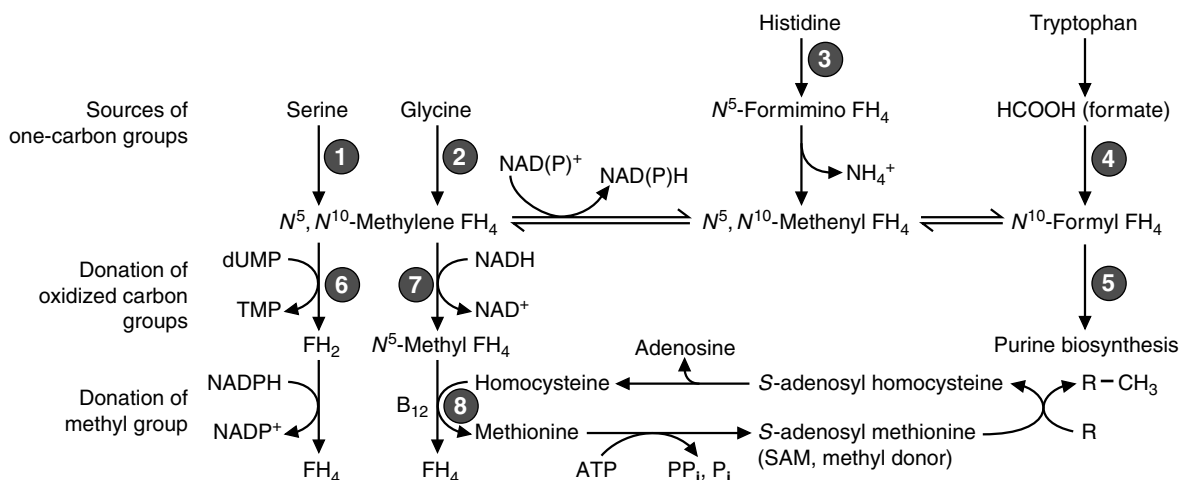 Histidine
Tryptophan
3
Sources of
one-carbon groups
Serine
Glycine
N⁵-Formimino FH₄
HCOOH (formate)
1
2
NAD(P)⁺
NAD(P)H
NH₄⁺
4
N⁵, N¹⁰-Methylene FH₄
N⁵, N¹⁰-Methenyl FH₄
N¹⁰-Formyl FH₄
Donation of
oxidized carbon
groups
dUMP
TMP
6
7
NADH
NAD⁺
5
FH₂
N⁵-Methyl FH₄
Adenosine
Purine biosynthesis
Donation of
methyl group
NADPH
NADP⁺
B₁₂
8
Homocysteine
S-adenosyl homocysteine
R–CH₃
Methionine
S-adenosyl methionine
(SAM, methyl donor)
R
FH₄
FH₄
ATP
PPᵢ, Pᵢ